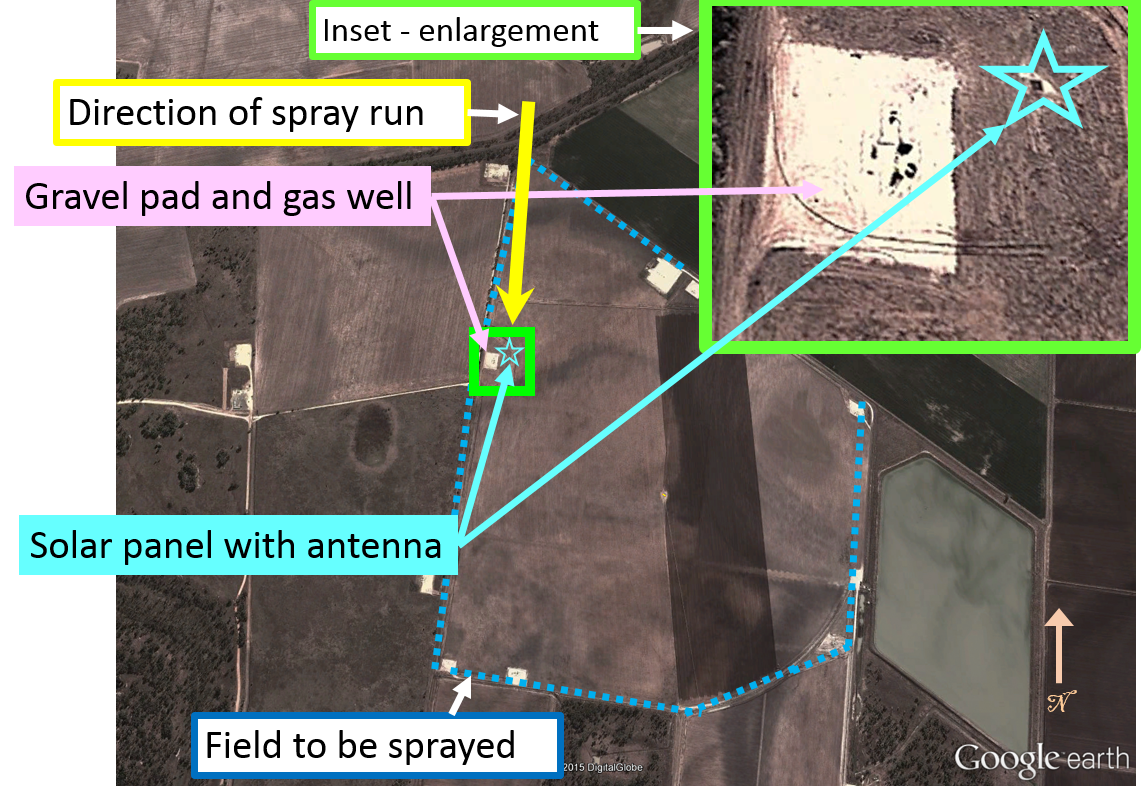 Inset - enlargement
Direction of spray run
Gravel pad and gas well
Solar panel with antenna
N
Field to be sprayed
2015 DigitalGlobe
Google earth